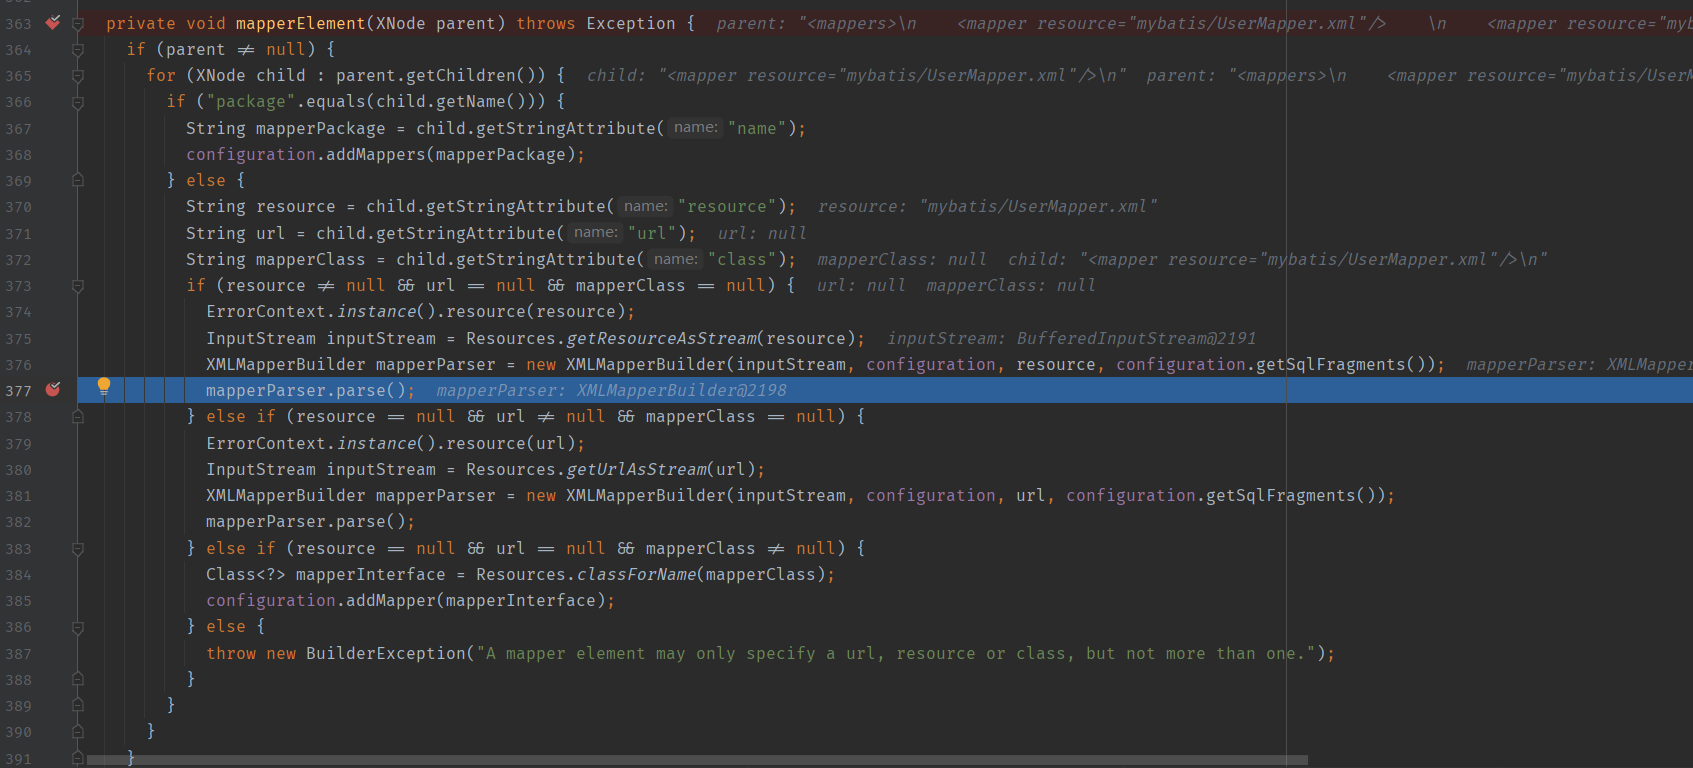 363 private void mapperElement(XNode parent) throws Exception { parent: "<mappers>\n <mapper resource="mybatis/UserMapper.xml"/> \n <mapper resource="myb
364 if (parent ≠ null) {
365 for (XNode child : parent.getChildren()) { child: "<mapper resource="mybatis/UserMapper.xml"/>\n" parent: "<mappers>\n <mapper resource="mybatis/UserM
366 if ("package".equals(child.getName())) {
367 String mapperPackage = child.getStringAttribute( name: "name");
368 configuration.addMappers(mapperPackage);
369 } else {
370 String resource = child.getStringAttribute( name: "resource"); resource: "mybatis/UserMapper.xml"
371 String url = child.getStringAttribute( name: "url"); url: null
372 String mapperClass = child.getStringAttribute( name: "class"); mapperClass: null child: "<mapper resource="mybatis/UserMapper.xml"/>\n"
373 if (resource ≠ null && url == null && mapperClass == null) { url: null mapperClass: null
374 ErrorContext.instance().resource(resource);
375 InputStream inputStream = Resources.getResourceAsStream(resource); inputStream: BufferedInputStream@2191
376 XMLMapperBuilder mapperParser = new XMLMapperBuilder(inputStream, configuration, resource, configuration.getSqlFragments()); mapperParser: XMLMapper
377 mapperParser.parse(); mapperParser: XMLMapperBuilder@2198
378 } else if (resource == null && url ≠ null && mapperClass == null) {
379 ErrorContext.instance().resource(url);
380 InputStream inputStream = Resources.getUrlAsStream(url);
381 XMLMapperBuilder mapperParser = new XMLMapperBuilder(inputStream, configuration, url, configuration.getSqlFragments());
382 mapperParser.parse();
383 } else if (resource == null && url == null && mapperClass ≠ null) {
384 Class<?> mapperInterface = Resources.classForName(mapperClass);
385 configuration.addMapper(mapperInterface);
386 } else {
387 throw new BuilderException("A mapper element may only specify a url, resource or class, but not more than one.");
388 }
389 }
390 }
391 }